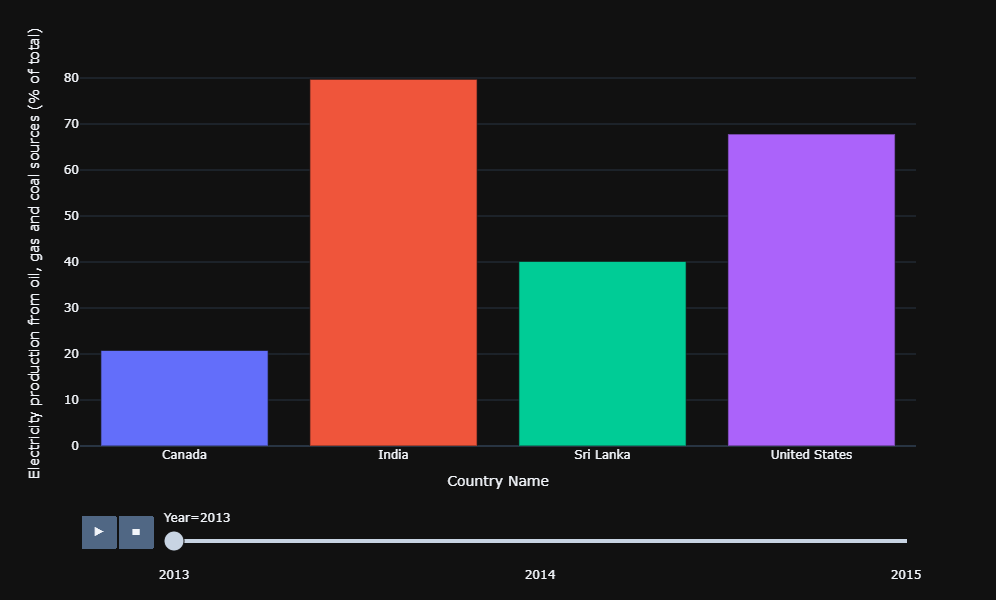 Electricity production from oil, gas and coal sources (% of total)
80
70
60
50
40
30
20
10
0
Canada India Sri Lanka United States
Country Name
Year=2013
2013 2014 2015